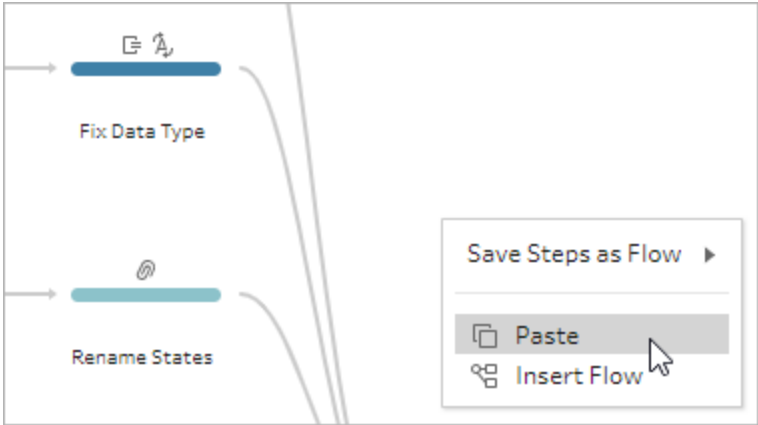 Fix Data Type
Save Steps as Flow
Paste
Rename States
Insert Flow